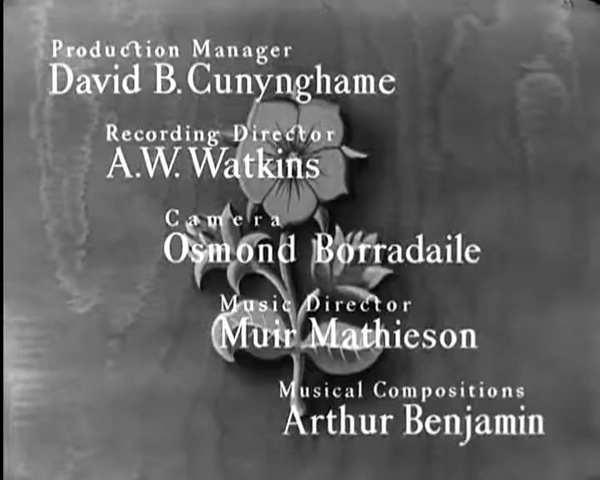 Production Manager
David B. Cunynghame
Recording Director
A.W. Watkins
Camera
Osmond Borradaile
Music Director
Muir Mathieson
Musical Compositions
Arthur Benjamin